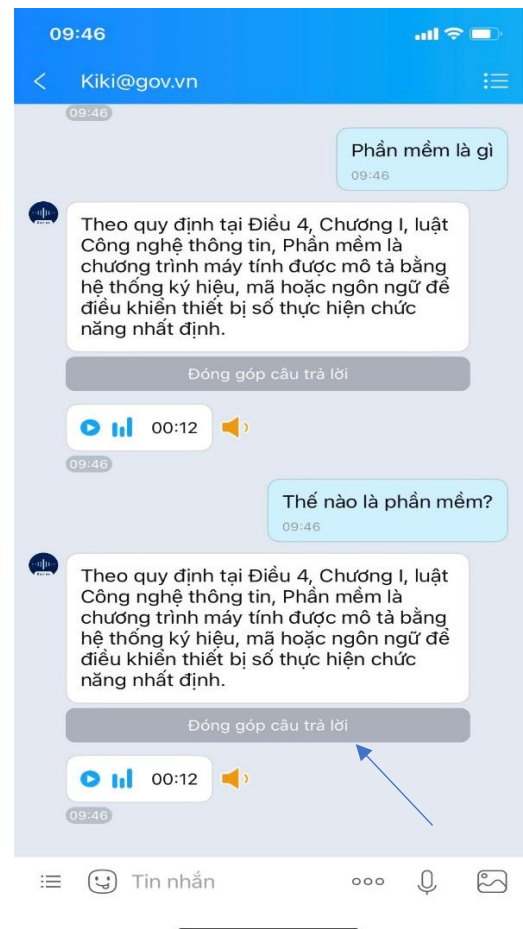 09:46
Kiki@gov.vn
09:46
Phần mềm là gì
09:46
Theo quy định tại Điều 4, Chương I, luật
Công nghệ thông tin, Phần mềm là
chương trình máy tính được mô tả bằng
hệ thống ký hiệu, mã hoặc ngôn ngữ để
điều khiển thiết bị số thực hiện chức
năng nhất định.
Đóng góp câu trả lời
00:12
09:46
Thế nào là phần mềm?
09:46
Theo quy định tại Điều 4, Chương I, luật
Công nghệ thông tin, Phần mềm là
chương trình máy tính được mô tả bằng
hệ thống ký hiệu, mã hoặc ngôn ngữ để
điều khiển thiết bị số thực hiện chức
năng nhất định.
Đóng góp câu trả lời
00:12
09:46
Tin nhắn